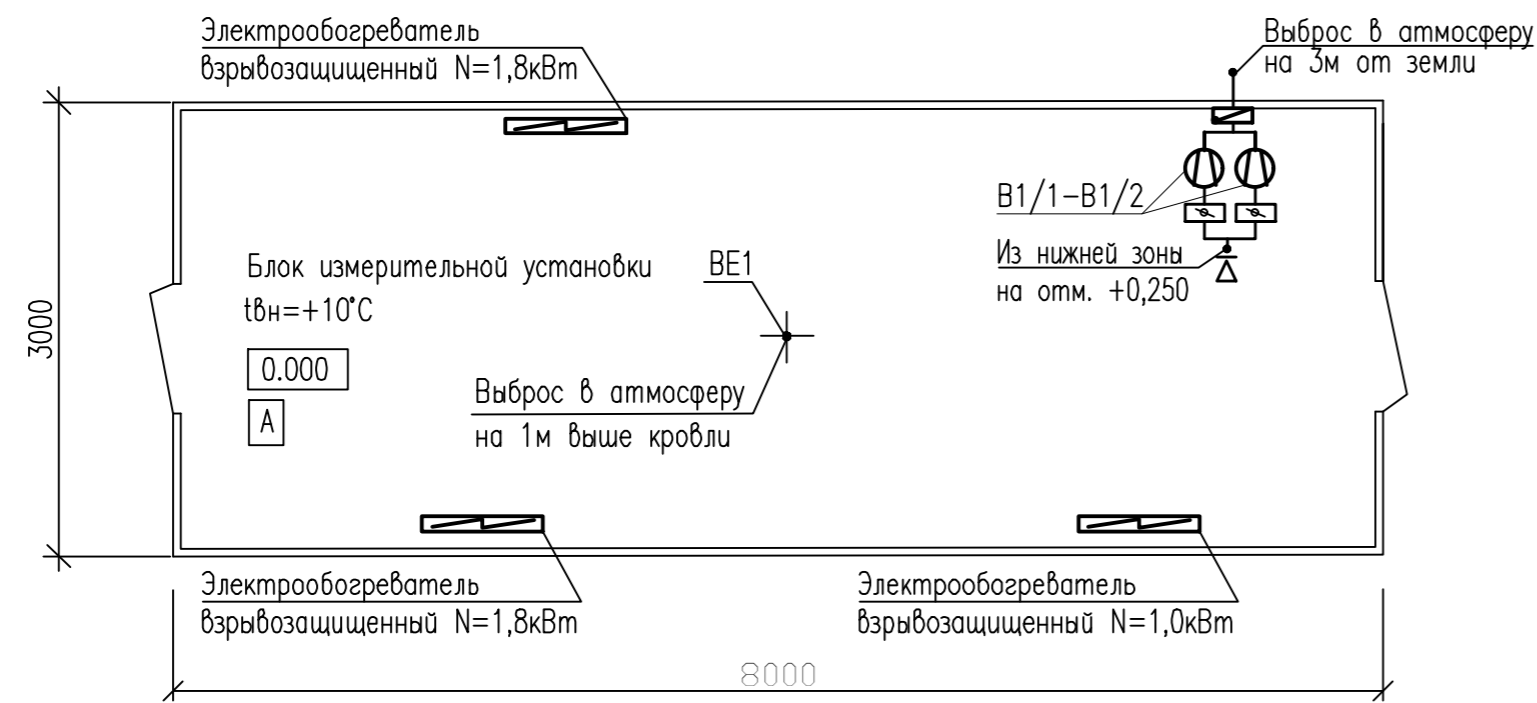 Электрообогреватель
взрывозащищенный N=1,8кВт
Выброс в атмосферу
на 3м от земли
В1/1-В1/2
Из нижней зоны
на отм. +0,250
Блок измерительной установки
tвн=+10°С
0.000
А
ВЕ1
Выброс в атмосферу
на 1м выше кровли
3000
Электрообогреватель
взрывозащищенный N=1,8кВт
Электрообогреватель
взрывозащищенный N=1,0кВт
8000